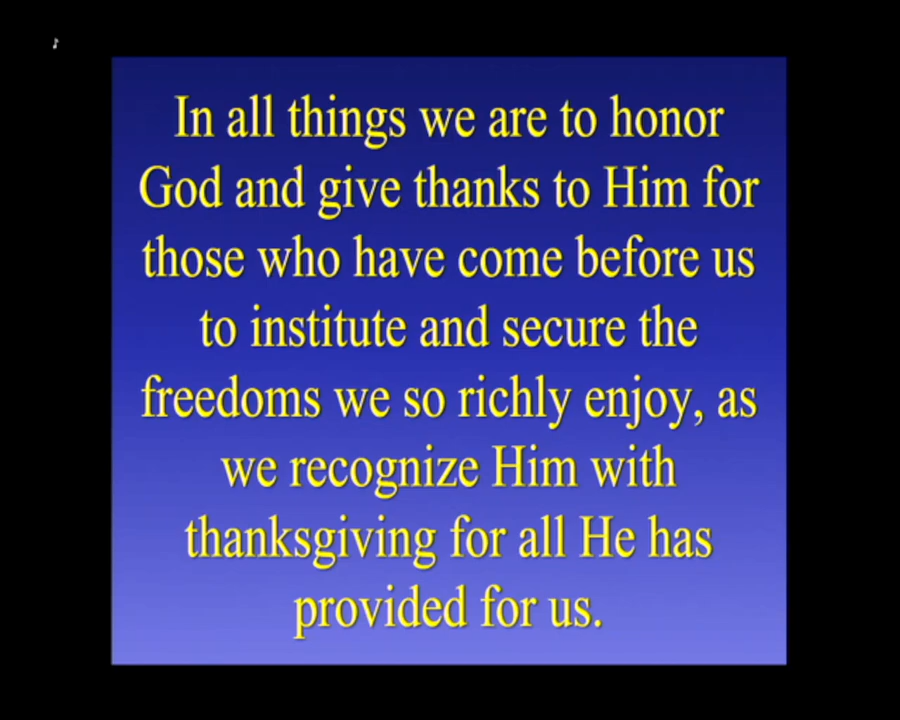 In all things we are to honor
God and give thanks to Him for
those who have come before us
to institute and secure the
freedoms we so richly enjoy, as
we recognize Him with
thanksgiving for all He has
provided for us.